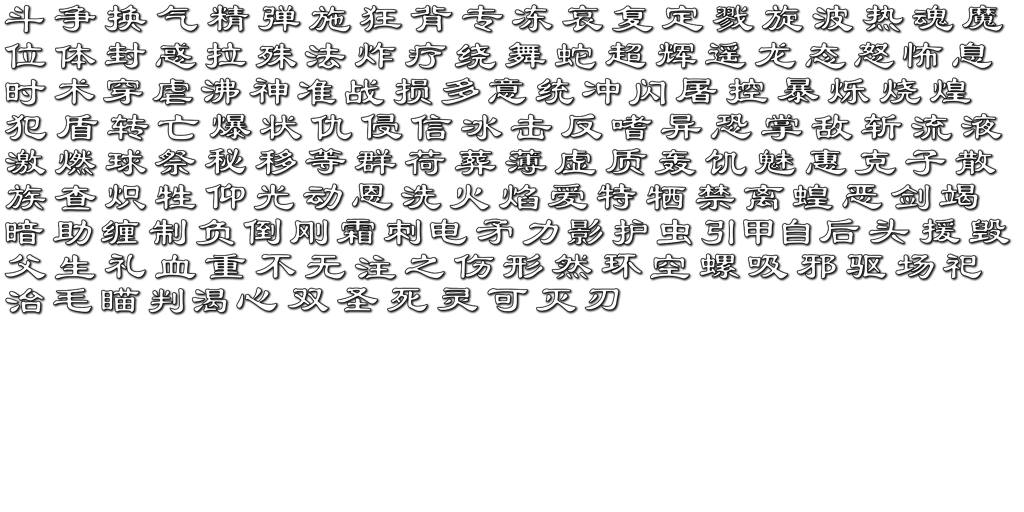 斗争换气精弹施狂背专冻哀复定戮旋波热魂魔
位体封惑拉殊法炸疗绕舞蛇超辉遥龙态怒怖息
时术穿虐沸神准战损多意统冲闪屠控暴烁烧煌
犯盾转亡爆状仇侵信冰击反嗜异恐掌敌斩流液
激燃球祭秘移等群荷葬薄虚质轰饥魅惠克子散
族查炽牲仰光动恩洗火焰爱特牺禁离蝗恶剑竭
暗助缠制负倒刚霜刺电矛力影护虫引甲自后头援毁
父生礼血重不无注之伤形然环空螺吸邪驱场祀
治毛瞄判渴心双圣死灵可灭刃